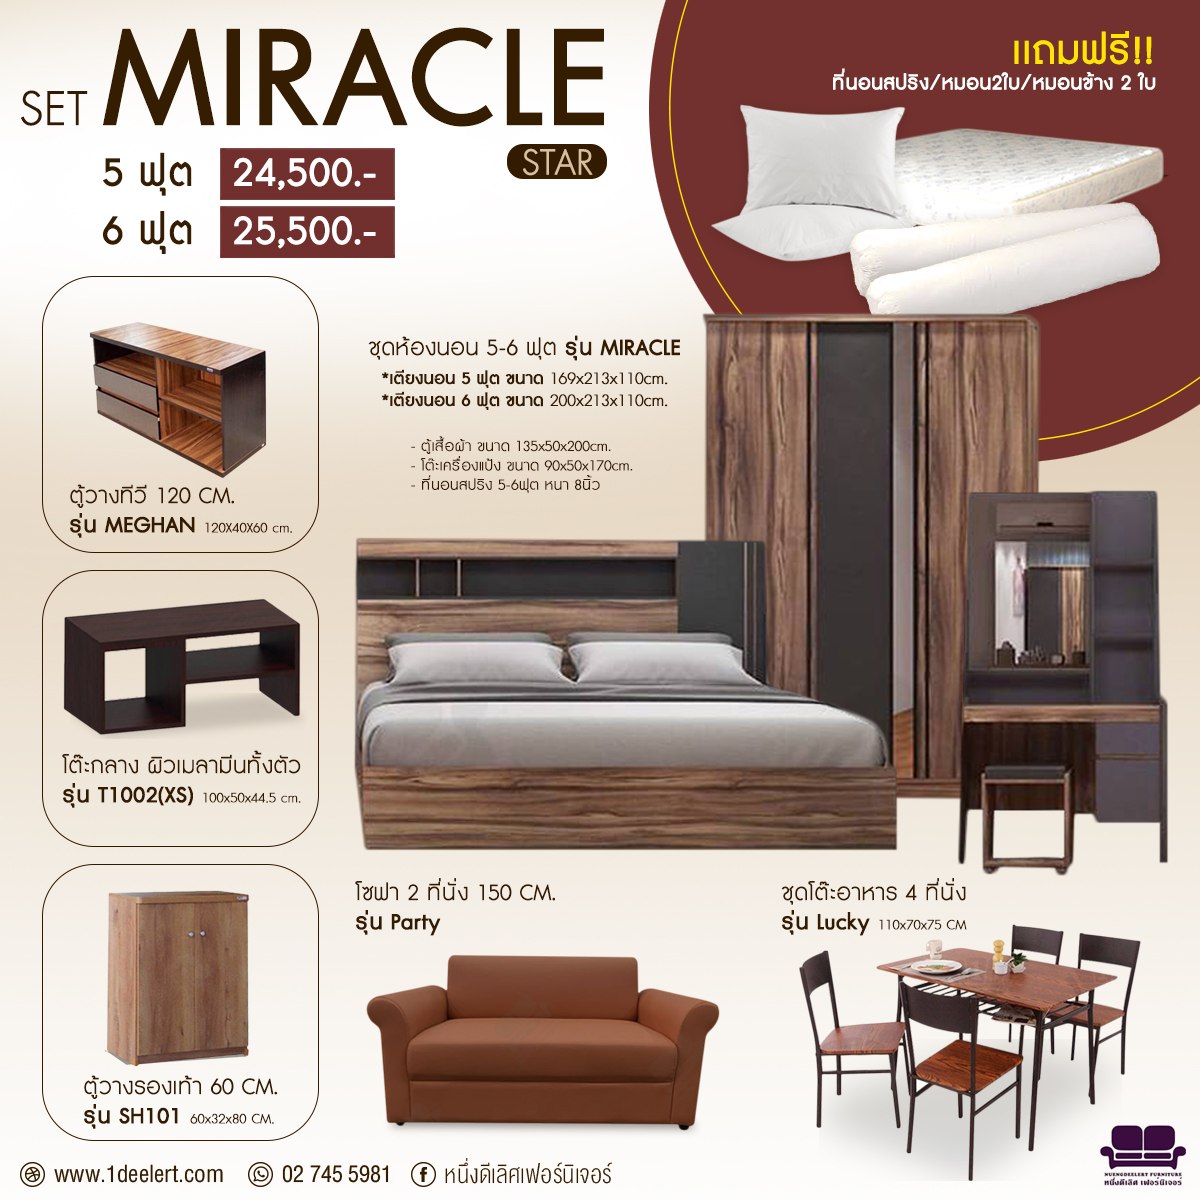 SET MIRACLE
STAR
5 ฟุต 24,500.-
6 ฟุต 25,500.-
แถมฟรี!!
ที่นอนสปริง/หมอน2ใบ/หมอนข้าง 2 ใบ
ชุดห้องนอน 5-6 ฟุต รุ่น MIRACLE
*เตียงนอน 5 ฟุต ขนาด 169x213x110cm.
*เตียงนอน 6 ฟุต ขนาด 200x213x110cm.
- ตู้เสื้อผ้า ขนาด 135x50x200cm.
- โต๊ะเครื่องแป้ง ขนาด 90x50x170cm.
- ที่นอนสปริง 5-6ฟุต หนา 8นิ้ว
ตู้วางทีวี 120 CM.
รุ่น MEGHAN 120X40X60 cm.
โต๊ะกลาง ผิวเมลามีนทั้งตัว
รุ่น T1002(XS) 100x50x44.5 cm.
ตู้วางรองเท้า 60 CM.
รุ่น SH101 60x32x80 CM.
โซฟา 2 ที่นั่ง 150 CM.
รุ่น Party
ชุดโต๊ะอาหาร 4 ที่นั่ง
รุ่น Lucky 110x70x75 CM
www.1deelert.com 02 745 5981 หนึ่งดีเลิศเฟอร์นิเจอร์
NUENGDEELERT FURNITURE
หนึ่งดีเลิศ เฟอร์นิเจอร์